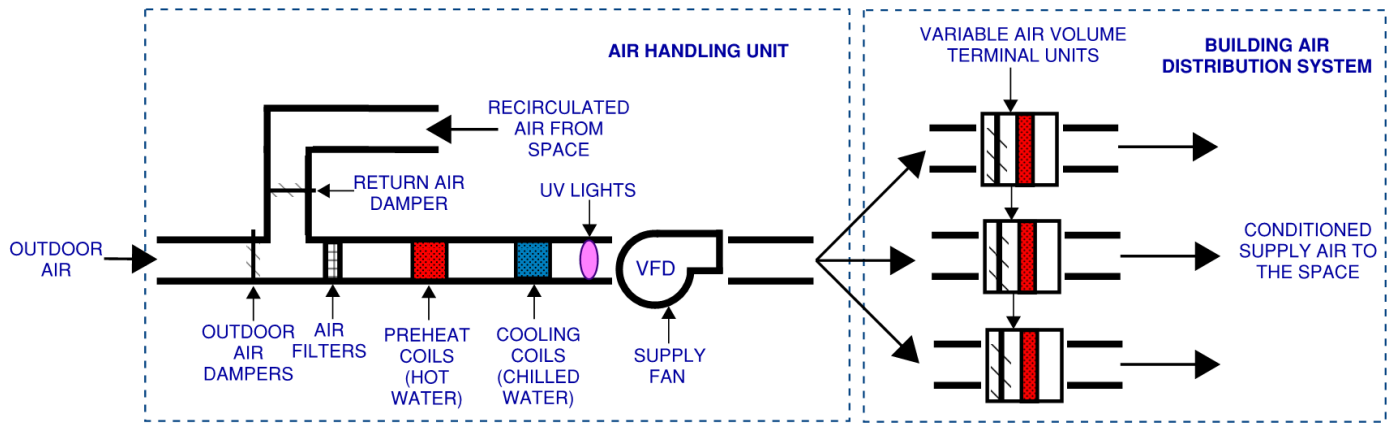 AIR HANDLING UNIT
VARIABLE AIR VOLUME
TERMINAL UNITS
BUILDING AIR
DISTRIBUTION SYSTEM
RECIRCULATED
AIR FROM
SPACE
RETURN AIR
DAMPER
UV LIGHTS
OUTDOOR
AIR
VFD
CONDITIONED
SUPPLY AIR TO
THE SPACE
OUTDOOR
AIR
DAMPERS
AIR
FILTERS
PREHEAT
COILS
(HOT
WATER)
COOLING
COILS
(CHILLED
WATER)
SUPPLY
FAN